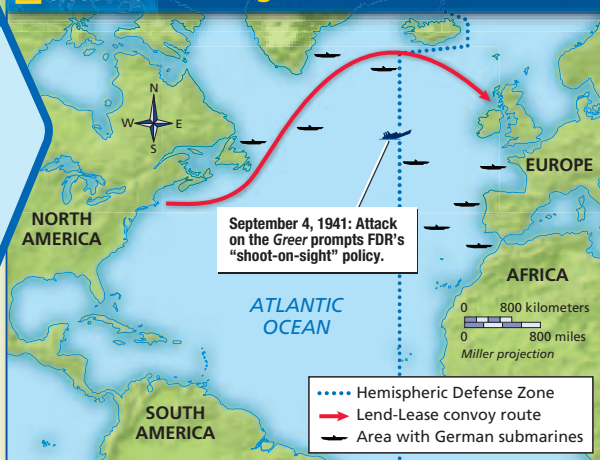 N
W E
S
NORTH
AMERICA
September 4, 1941: Attack
on the Greer prompts FDR's
"shoot-on-sight" policy.
EUROPE
AFRICA
ATLANTIC
OCEAN
0 800 kilometers
0 800 miles
Miller projection
SOUTH
AMERICA
Hemispheric Defense Zone
Lend-Lease convoy route
Area with German submarines